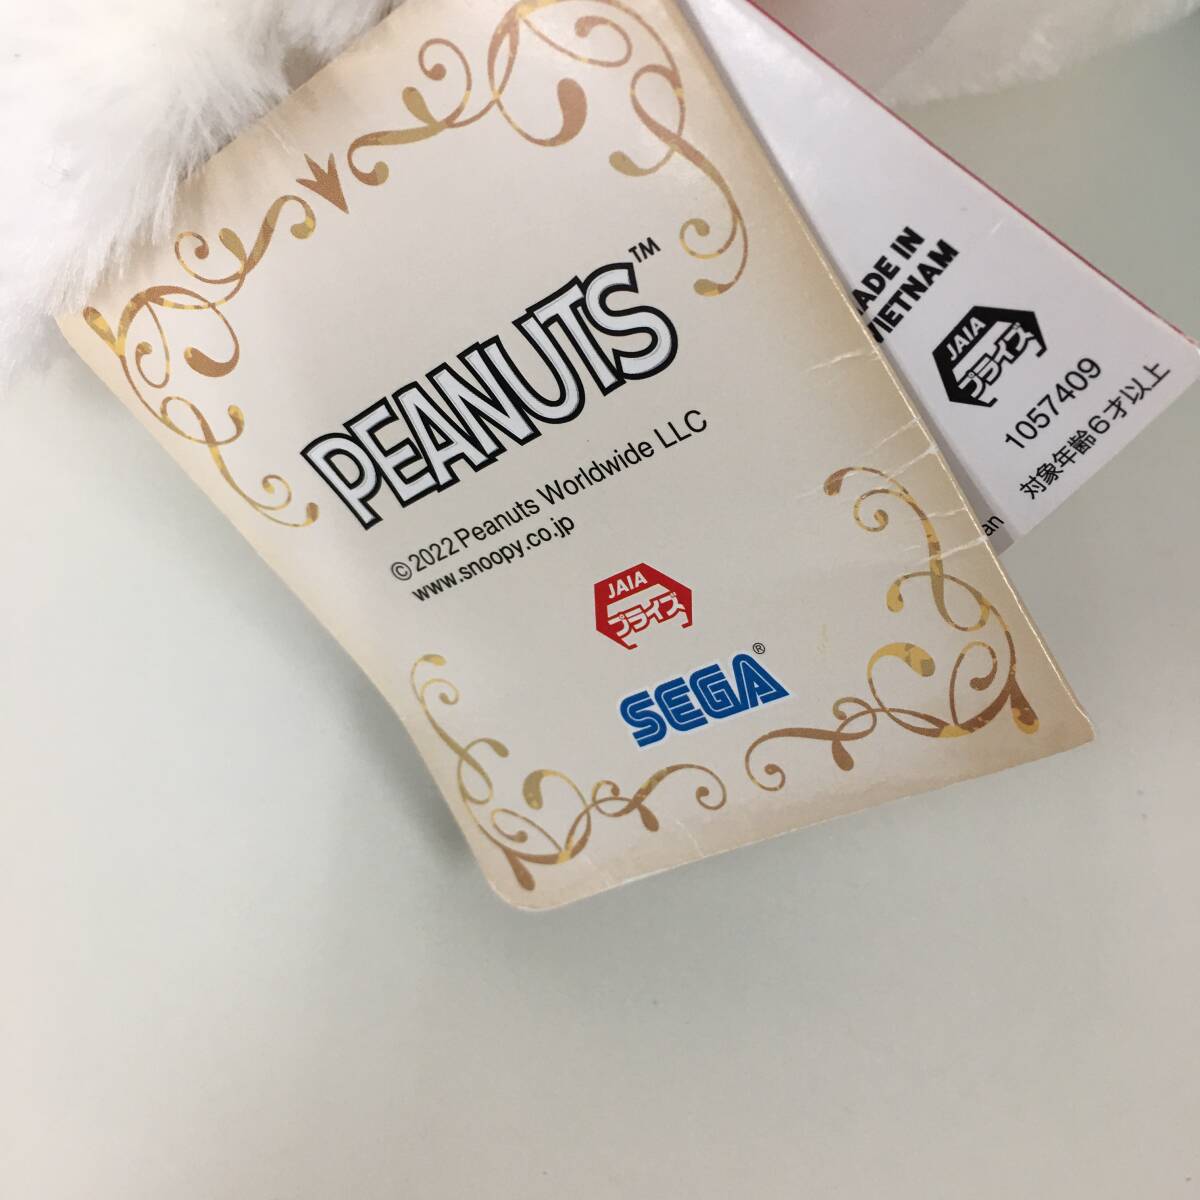 PEANUTS™
©2022 Peanuts Worldwide LLC
www.snoopy.co.jp
JAIA
プライズ
SEGA®
ADE IN
VIETNAM
JAIA
プライズ
1057409
対象年齢6才以上
an